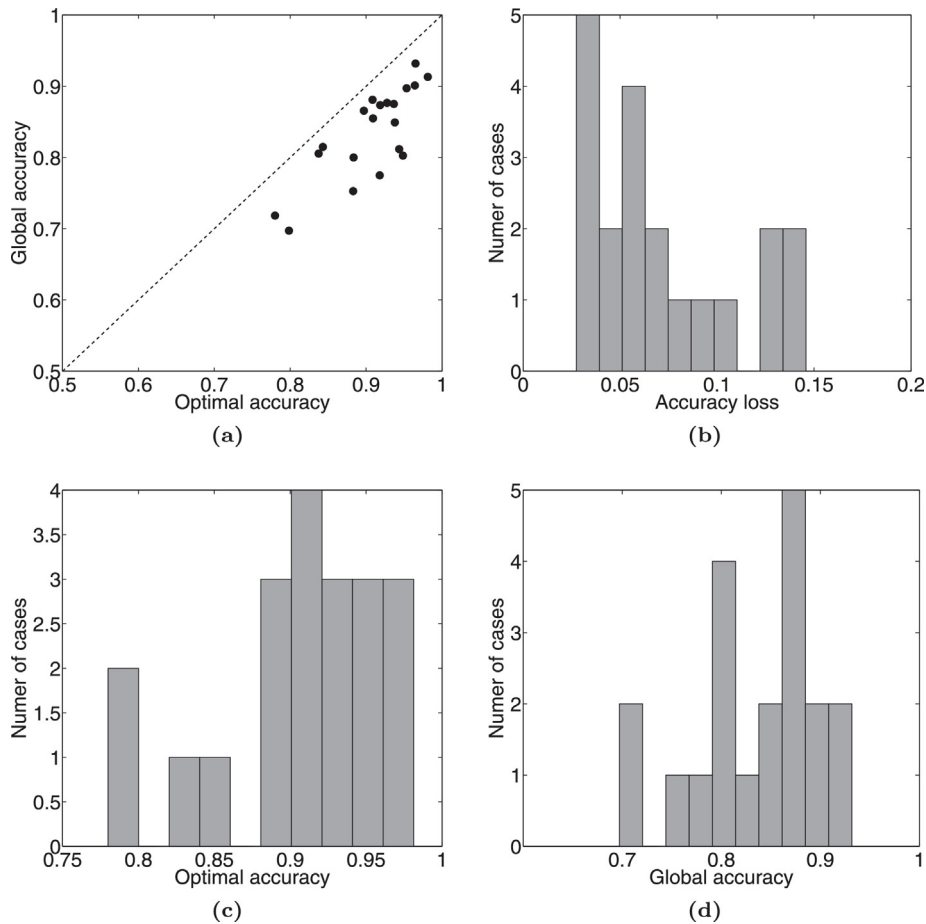 1
0.9
0.8
0.7
0.6
0.5
Global accuracy
0.5 0.6 0.7 0.8 0.9 1
Optimal accuracy
(a)
5
4
3
2
1
0
Numer of cases
0 0.05 0.1 0.15 0.2
Accuracy loss
(b)
4
3.5
3
2.5
2
1.5
1
0.5
0
Numer of cases
0.75 0.8 0.85 0.9 0.95 1
Optimal accuracy
(c)
5
4
3
2
1
0
Numer of cases
0.7 0.8 0.9 1
Global accuracy
(d)